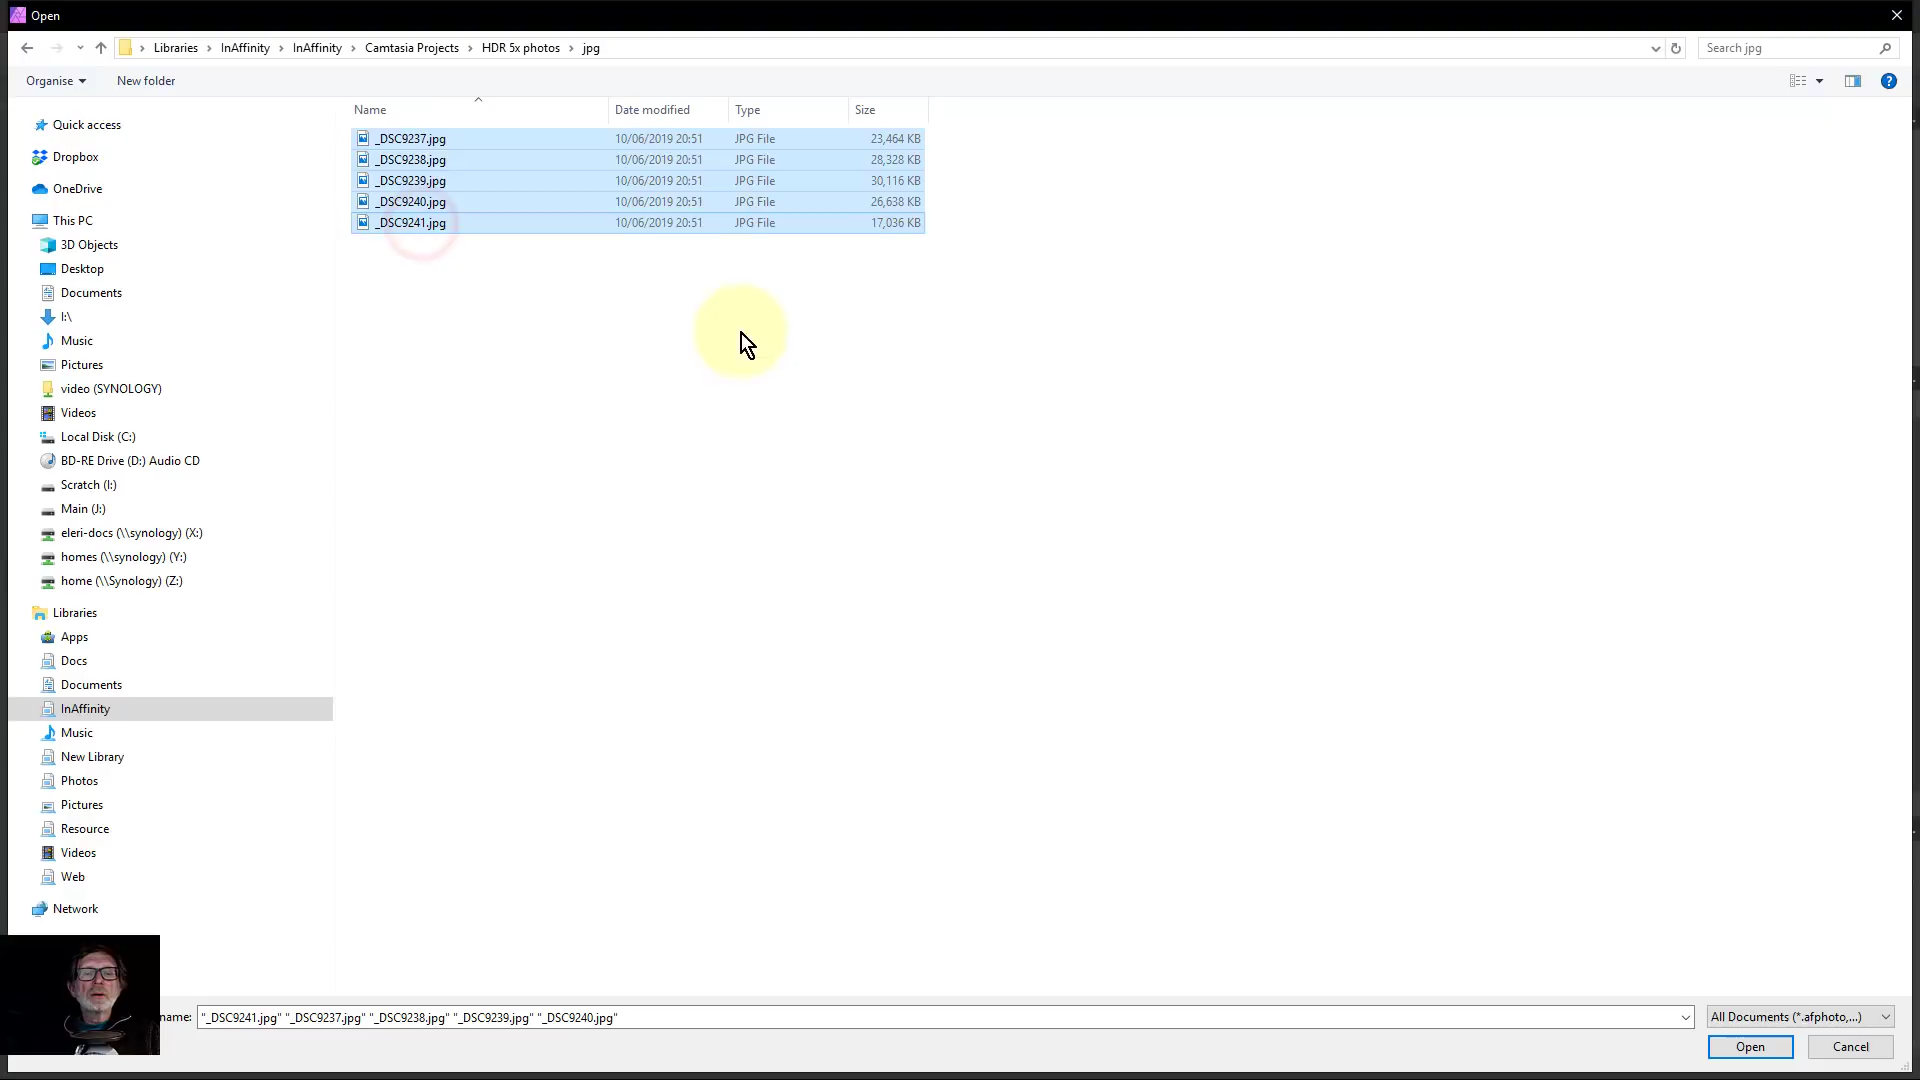 Open
Libraries > InAffinity > InAffinity > Camtasia Projects > HDR 5x photos > jpg
Search jpg
Organise
New folder
Name
Date modified
Type
Size
_DSC9237.jpg 10/06/2019 20:51 JPG File 23,464 KB
_DSC9238.jpg 10/06/2019 20:51 JPG File 28,328 KB
_DSC9239.jpg 10/06/2019 20:51 JPG File 30,116 KB
_DSC9240.jpg 10/06/2019 20:51 JPG File 26,638 KB
_DSC9241.jpg 10/06/2019 20:51 JPG File 17,036 KB
Quick access
Dropbox
OneDrive
This PC
3D Objects
Desktop
Documents
I:\
Music
Pictures
video (SYNOLOGY)
Videos
Local Disk (C:)
BD-RE Drive (D:) Audio CD
Scratch (I:)
Main (J:)
eleri-docs (\\synology) (X:)
homes (\\synology) (Y:)
home (\\Synology) (Z:)
Libraries
Apps
Docs
Documents
InAffinity
Music
New Library
Photos
Pictures
Resource
Videos
Web
Network
name: "_DSC9241.jpg" "_DSC9237.jpg" "_DSC9238.jpg" "_DSC9239.jpg" "_DSC9240.jpg"
All Documents (*.afphoto,...)
Open
Cancel